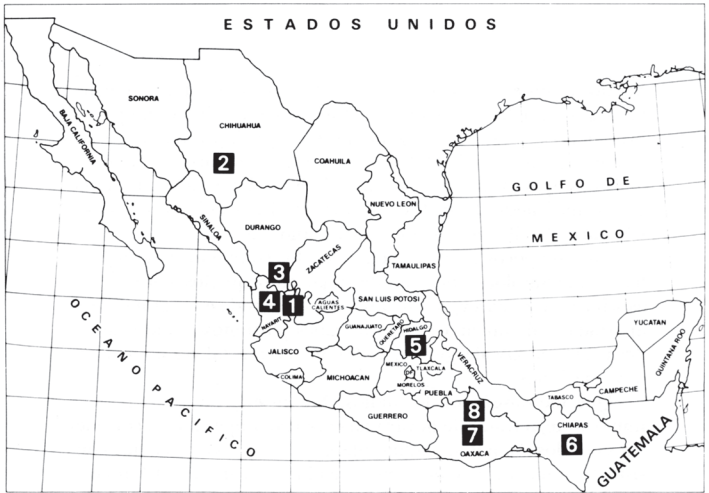 ESTADOS UNIDOS
SONORA
BAJA CALIFORNIA
CHIHUAHUA
2
COAHUILA
GOLFO DE
MEXICO
NUEVO LEON
SINALOA
DURANGO
ZACATECAS
TAMAULIPAS
3
4
1
AGUAS
CALIENTES
SAN LUIS POTOSI
NAYARIT
GUANAJUATO
QUERETARO
HIDALGO
5
YUCATAN
QUINTANA ROO
JALISCO
COLIMA
MICHOACAN
MEXICO
DF
TLAXCALA
MORELOS
PUEBLA
VERACRUZ
CAMPECHE
TABASCO
GUERRERO
8
7
OAXACA
CHIAPAS
6
GUATEMALA
OCEANO PACIFICO